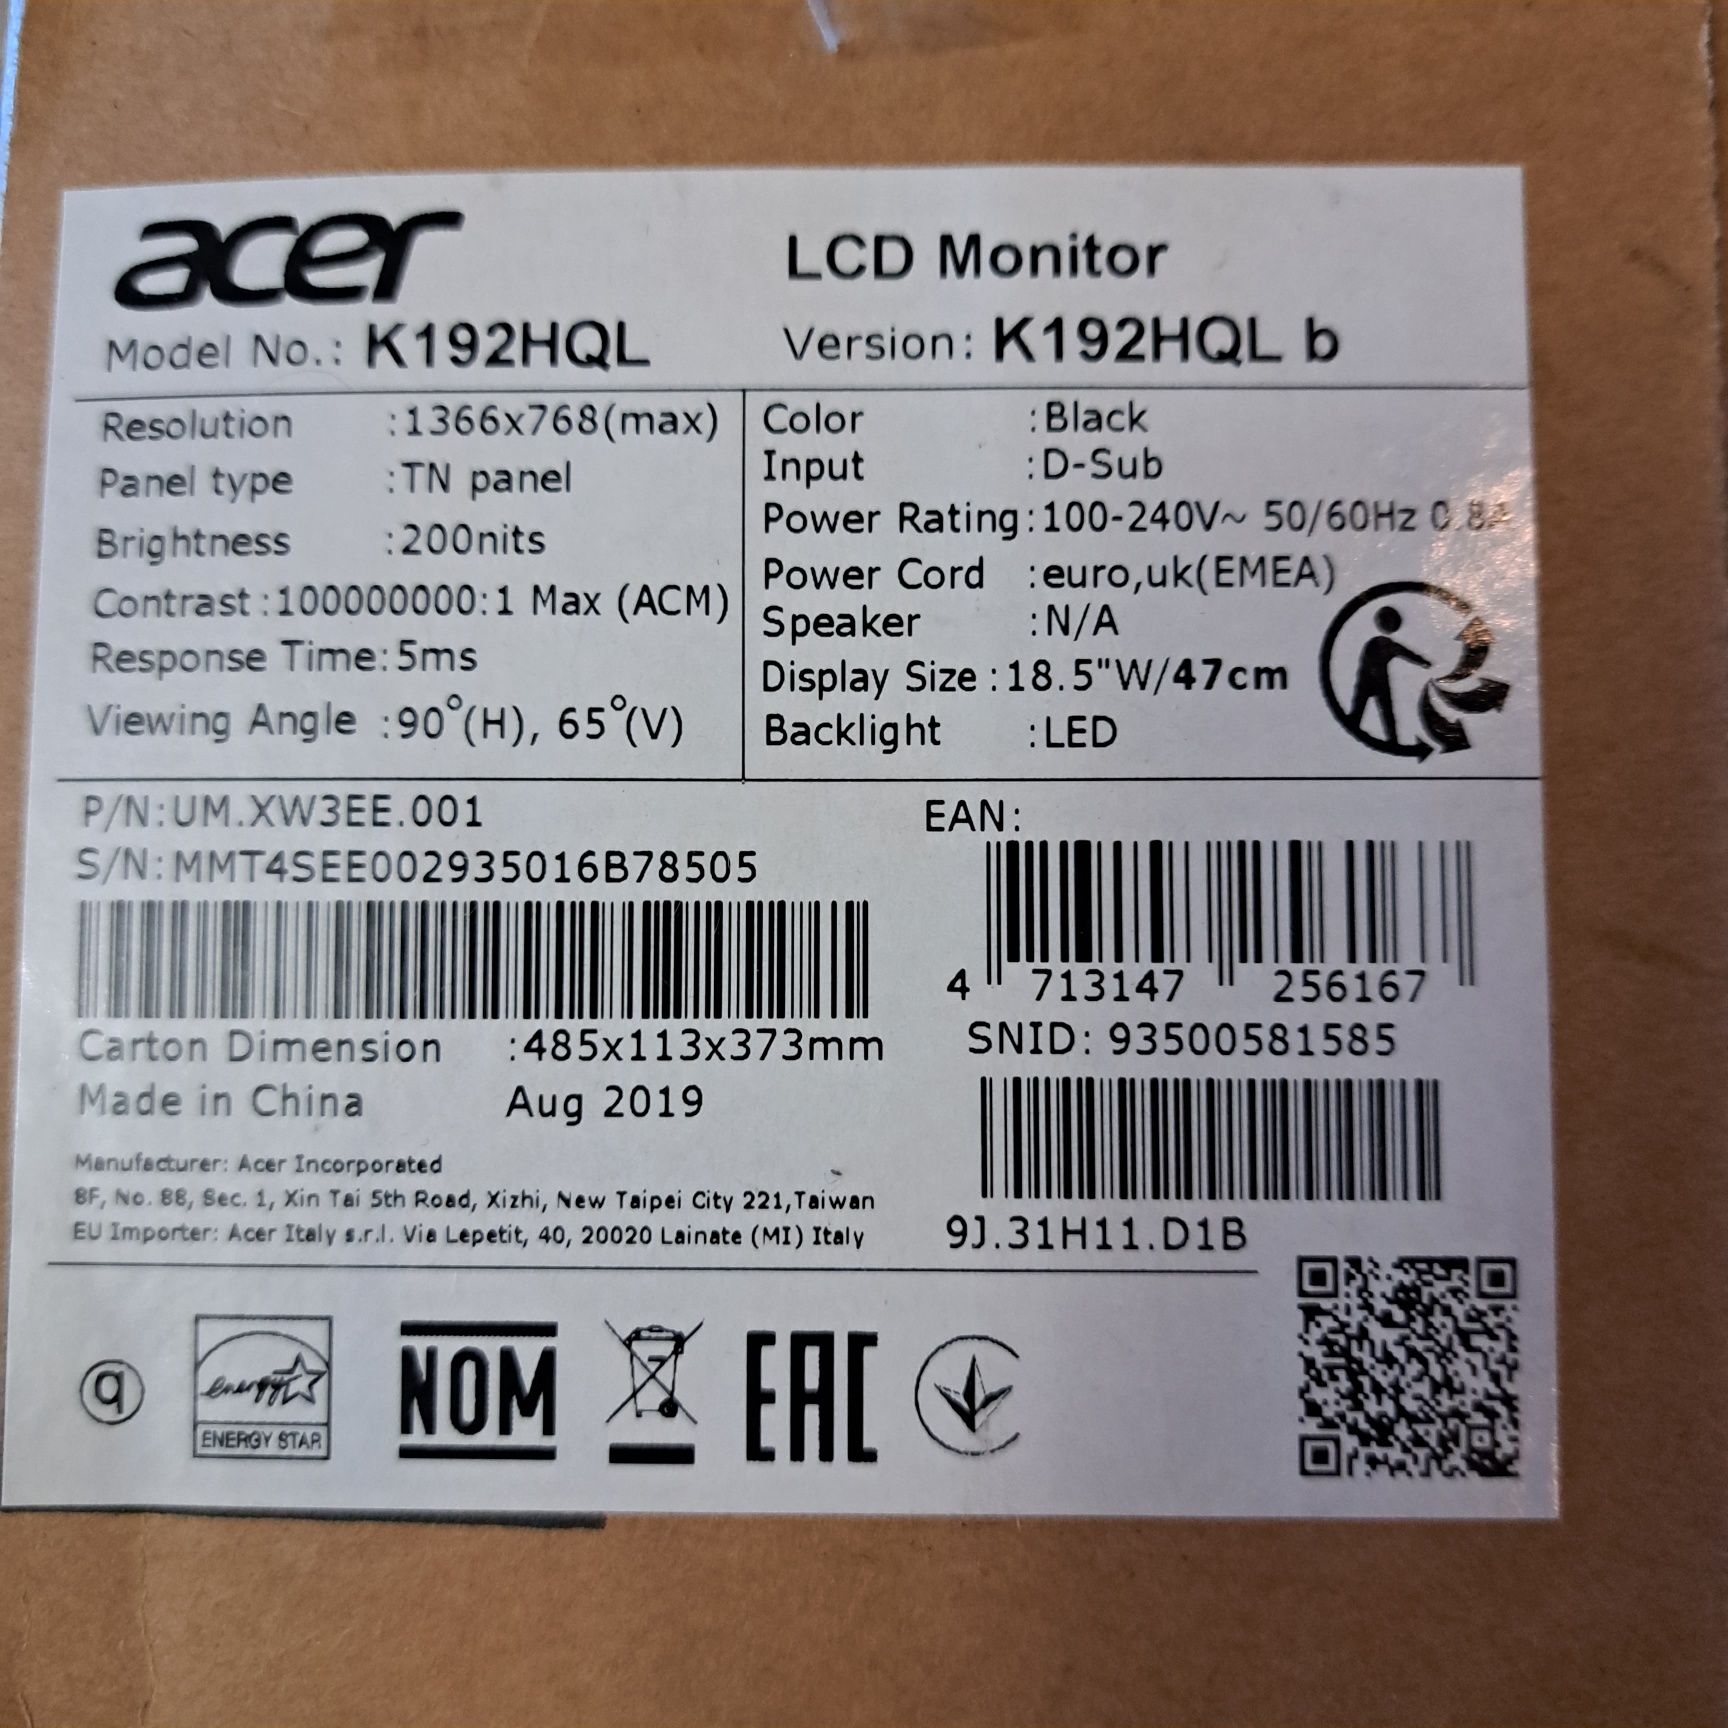 acer
LCD Monitor
Model No.: K192HQL
Version: K192HQL b
Resolution :1366x768(max)
Panel type :TN panel
Brightness :200nits
Contrast :100000000:1 Max (ACM)
Response Time:5ms
Viewing Angle :90°(H), 65°(V)
Color :Black
Input :D-Sub
Power Rating:100-240V~ 50/60Hz 0.8A
Power Cord :euro,uk(EMEA)
Speaker :N/A
Display Size :18.5"W/47cm
Backlight :LED
P/N:UM.XW3EE.001
S/N:MMT4SEE002935016B78505
Carton Dimension :485x113x373mm
Made in China Aug 2019
Manufacturer: Acer Incorporated
8F, No. 88, Sec. 1, Xin Tai 5th Road, Xizhi, New Taipei City 221,Taiwan
EU Importer: Acer Italy s.r.l. Via Lepetit, 40, 20020 Lainate (MI) Italy
EAN:
4 713147 256167
SNID: 93500581585
9J.31H11.D1B
q
energy
ENERGY STAR
NOM
EAC